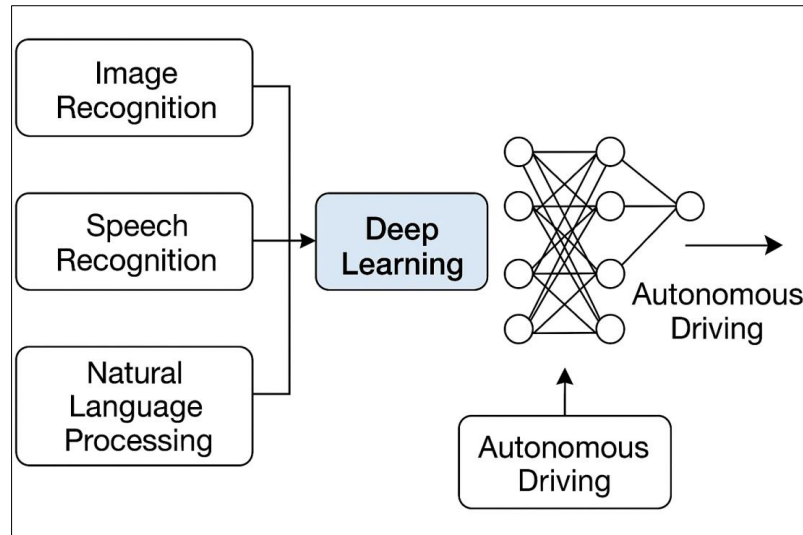 Image
Recognition
Speech
Recognition
Natural
Language
Processing
Deep
Learning
Autonomous
Driving
Autonomous
Driving